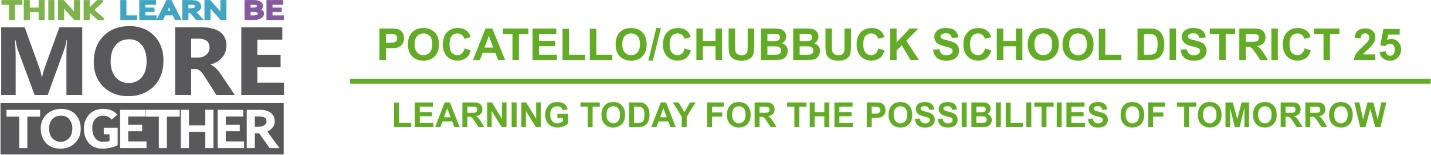 THINK LEARN BE
MORE
TOGETHER
POCATELLO/CHUBBUCK SCHOOL DISTRICT 25
LEARNING TODAY FOR THE POSSIBILITIES OF TOMORROW